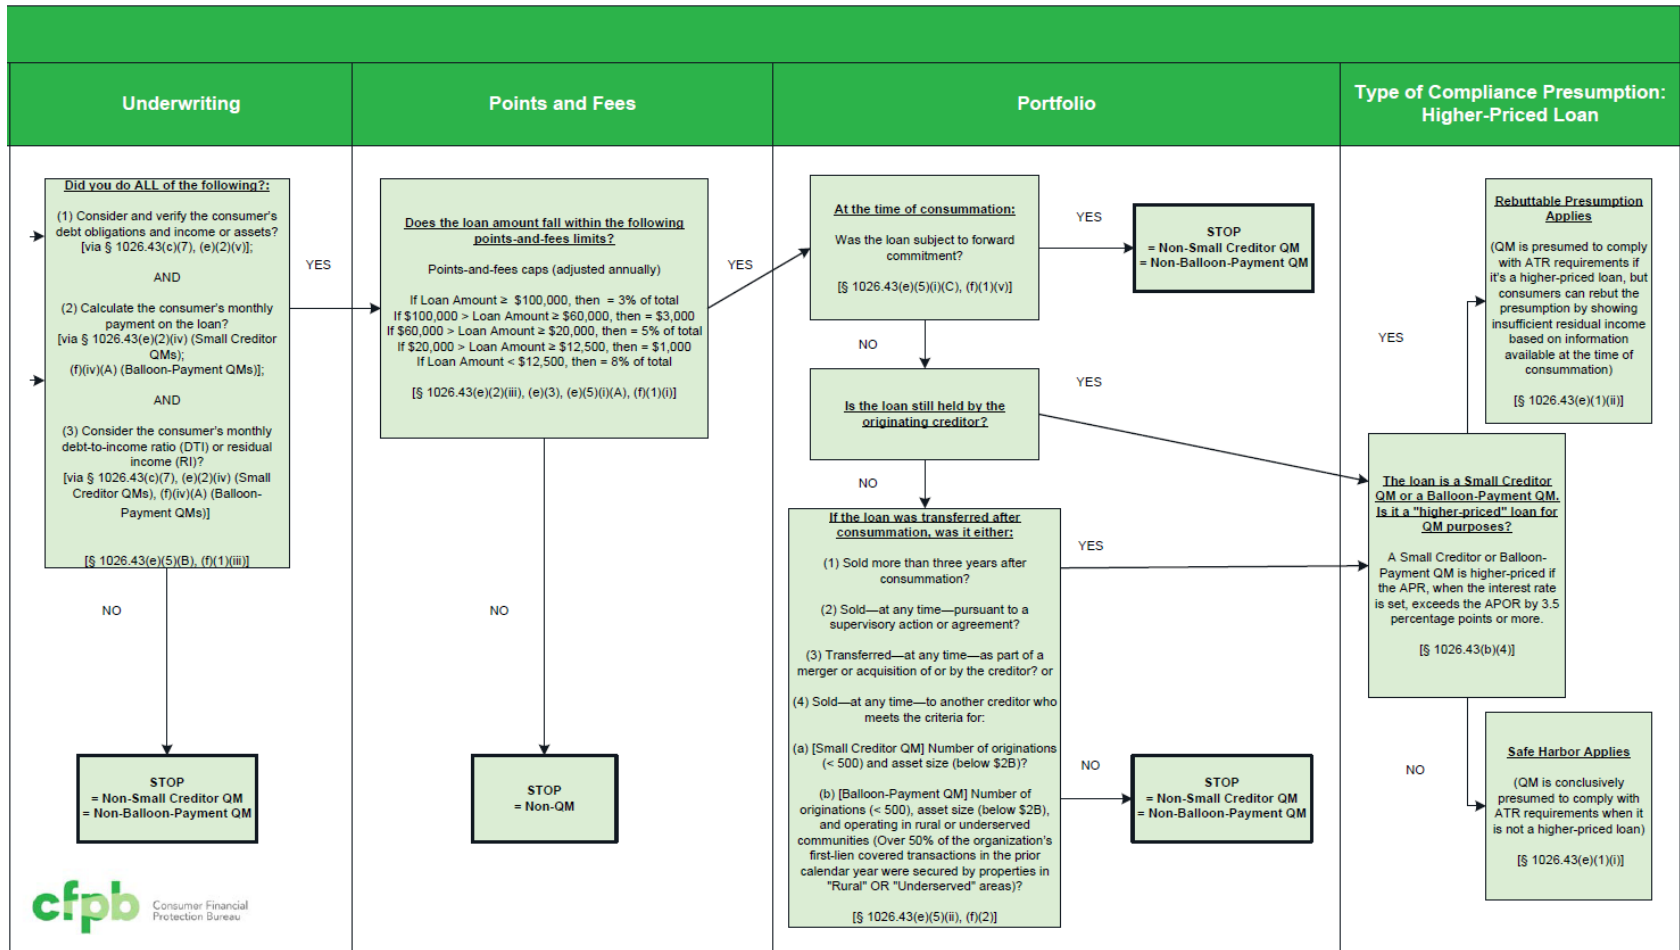 Underwriting
Points and Fees
Portfolio
Type of Compliance Presumption:
Higher-Priced Loan
Did you do ALL of the following?:
(1) Consider and verify the consumer's
debt obligations and income or assets?
[via § 1026.43(c)(7), (e)(2)(v)];
AND
(2) Calculate the consumer's monthly
payment on the loan?
[via § 1026.43(e)(2)(iv) (Small Creditor
QMs);
(f)(iv)(A) (Balloon-Payment QMs)];
AND
(3) Consider the consumer's monthly
debt-to-income ratio (DTI) or residual
income (RI)?
[via § 1026.43(c)(7), (e)(2)(iv) (Small
Creditor QMs), (f)(iv)(A) (Balloon-
Payment QMs)]
[§ 1026.43(e)(5)(B), (f)(1)(iii)]
YES
NO
STOP
= Non-Small Creditor QM
= Non-Balloon-Payment QM
cfpb
Consumer Financial
Protection Bureau
Does the loan amount fall within the following
points-and-fees limits?
Points-and-fees caps (adjusted annually)
If Loan Amount ≥ $100,000, then = 3% of total
If $100,000 > Loan Amount ≥ $60,000, then = $3,000
If $60,000 > Loan Amount ≥ $20,000, then = 5% of total
If $20,000 > Loan Amount ≥ $12,500, then = $1,000
If Loan Amount < $12,500, then = 8% of total
[§ 1026.43(e)(2)(iii), (e)(3), (e)(5)(i)(A), (f)(1)(i)]
YES
NO
STOP
= Non-QM
At the time of consummation:
Was the loan subject to forward
commitment?
[§ 1026.43(e)(5)(i)(C), (f)(1)(v)]
YES
STOP
= Non-Small Creditor QM
= Non-Balloon-Payment QM
NO
Is the loan still held by the
originating creditor?
YES
NO
If the loan was transferred after
consummation, was it either:
(1) Sold more than three years after
consummation?
(2) Sold—at any time—pursuant to a
supervisory action or agreement?
(3) Transferred—at any time—as part of a
merger or acquisition of or by the creditor? or
(4) Sold—at any time—to another creditor who
meets the criteria for:
(a) [Small Creditor QM] Number of originations
(< 500) and asset size (below $2B)?
(b) [Balloon-Payment QM] Number of
originations (< 500), asset size (below $2B),
and operating in rural or underserved
communities (Over 50% of the organization's
first-lien covered transactions in the prior
calendar year were secured by properties in
"Rural" OR "Underserved" areas)?
[§ 1026.43(e)(5)(ii), (f)(2)]
YES
NO
STOP
= Non-Small Creditor QM
= Non-Balloon-Payment QM
The loan is a Small Creditor
QM or a Balloon-Payment QM.
Is it a "higher-priced" loan for
QM purposes?
A Small Creditor or Balloon-
Payment QM is higher-priced if
the APR, when the interest rate
is set, exceeds the APOR by 3.5
percentage points or more.
[§ 1026.43(b)(4)]
YES
Rebuttable Presumption
Applies
(QM is presumed to comply
with ATR requirements if
it's a higher-priced loan, but
consumers can rebut the
presumption by showing
insufficient residual income
based on information
available at the time of
consummation)
[§ 1026.43(e)(1)(ii)]
NO
Safe Harbor Applies
(QM is conclusively
presumed to comply with
ATR requirements when it
is not a higher-priced loan)
[§ 1026.43(e)(1)(i)]